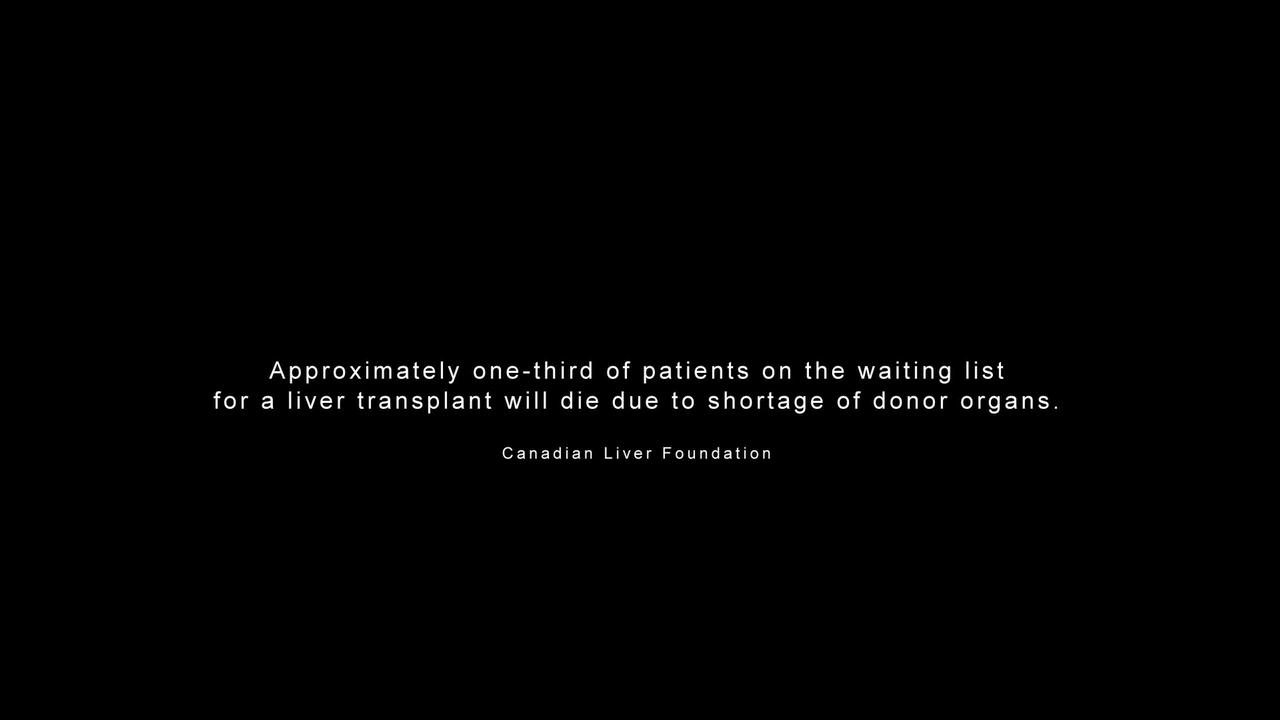 Approximately one-third of patients on the waiting list
for a liver transplant will die due to shortage of donor organs.
Canadian Liver Foundation